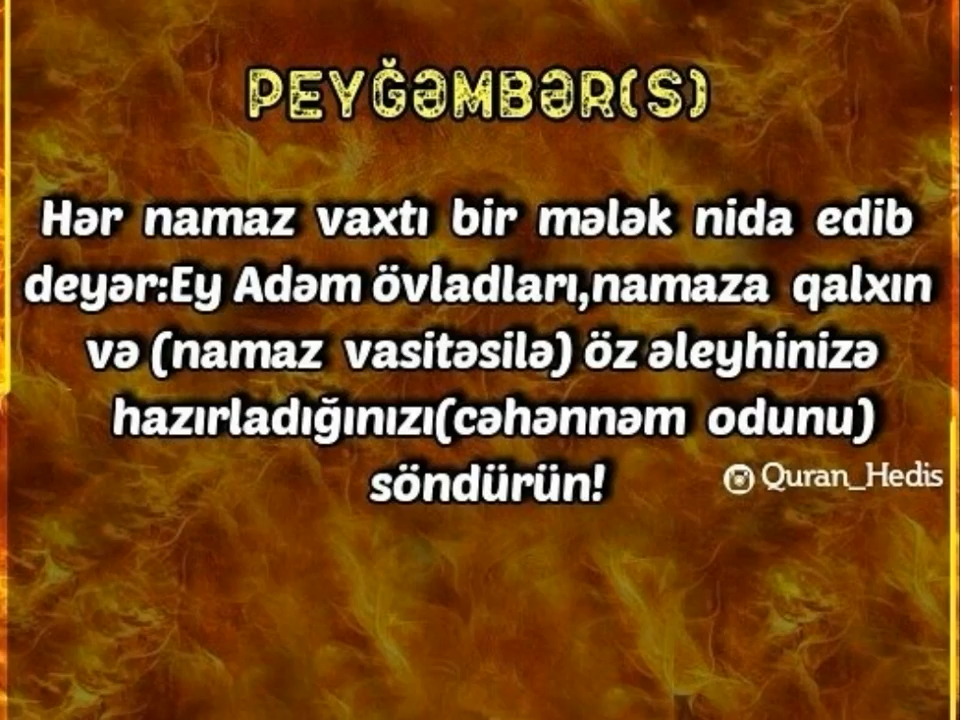 PEYĞƏMBƏR(S)
Hər namaz vaxtı bir mələk nida edib
deyər:Ey Adəm övladları,namaza qalxın
və (namaz vasitəsilə) öz əleyhinizə
hazırladığınızı(cəhənnəm odunu)
söndürün!
Quran_Hedis